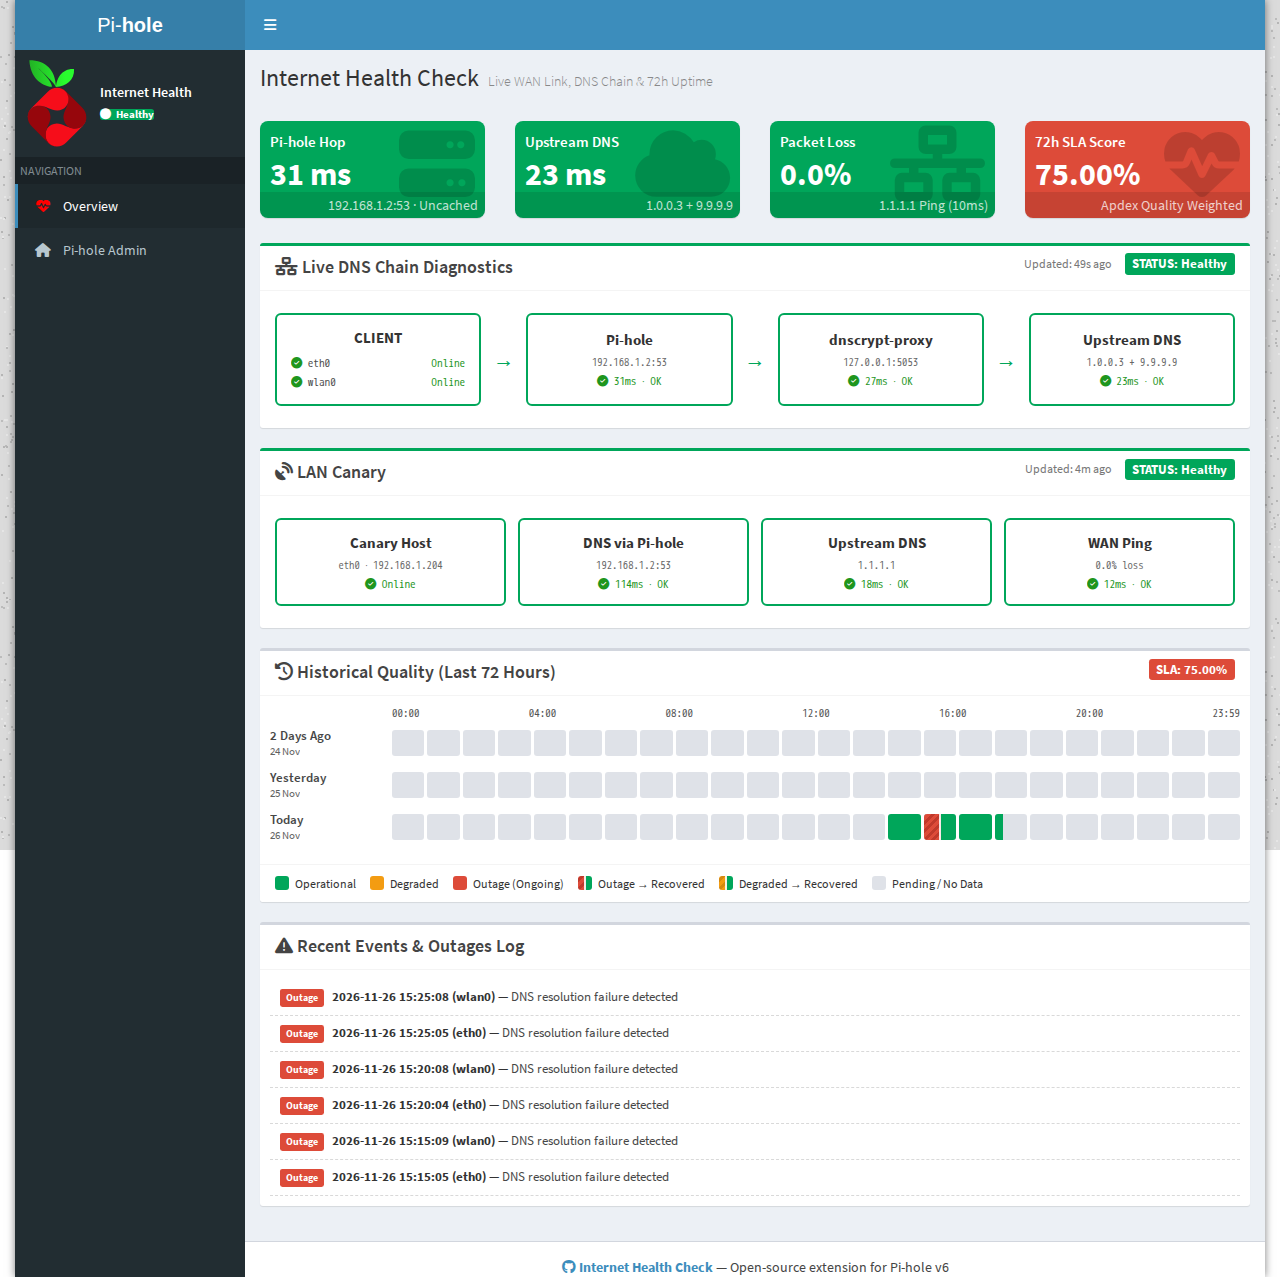 Pi-hole
Internet Health
Healthy
NAVIGATION
Overview
Pi-hole Admin
Internet Health Check Live WAN Link, DNS Chain & 72h Uptime
Pi-hole Hop
31 ms
192.168.1.2:53 · Uncached
Upstream DNS
23 ms
1.0.0.3 + 9.9.9.9
Packet Loss
0.0%
1.1.1.1 Ping (10ms)
72h SLA Score
75.00%
Apdex Quality Weighted
Live DNS Chain Diagnostics
Updated: 49s ago
STATUS: Healthy
CLIENT
eth0 Online
wlan0 Online
→
Pi-hole
192.168.1.2:53
31ms · OK
→
dnscrypt-proxy
127.0.0.1:5053
27ms · OK
→
Upstream DNS
1.0.0.3 + 9.9.9.9
23ms · OK
LAN Canary
Updated: 4m ago
STATUS: Healthy
Canary Host
eth0 · 192.168.1.204
Online
DNS via Pi-hole
192.168.1.2:53
114ms · OK
Upstream DNS
1.1.1.1
18ms · OK
WAN Ping
0.0% loss
12ms · OK
Historical Quality (Last 72 Hours)
SLA: 75.00%
00:00 04:00 08:00 12:00 16:00 20:00 23:59
2 Days Ago
24 Nov
Yesterday
25 Nov
Today
26 Nov
Operational Degraded Outage (Ongoing) Outage → Recovered Degraded → Recovered Pending / No Data
Recent Events & Outages Log
Outage 2026-11-26 15:25:08 (wlan0) — DNS resolution failure detected
Outage 2026-11-26 15:25:05 (eth0) — DNS resolution failure detected
Outage 2026-11-26 15:20:08 (wlan0) — DNS resolution failure detected
Outage 2026-11-26 15:20:04 (eth0) — DNS resolution failure detected
Outage 2026-11-26 15:15:09 (wlan0) — DNS resolution failure detected
Outage 2026-11-26 15:15:05 (eth0) — DNS resolution failure detected
Internet Health Check — Open-source extension for Pi-hole v6